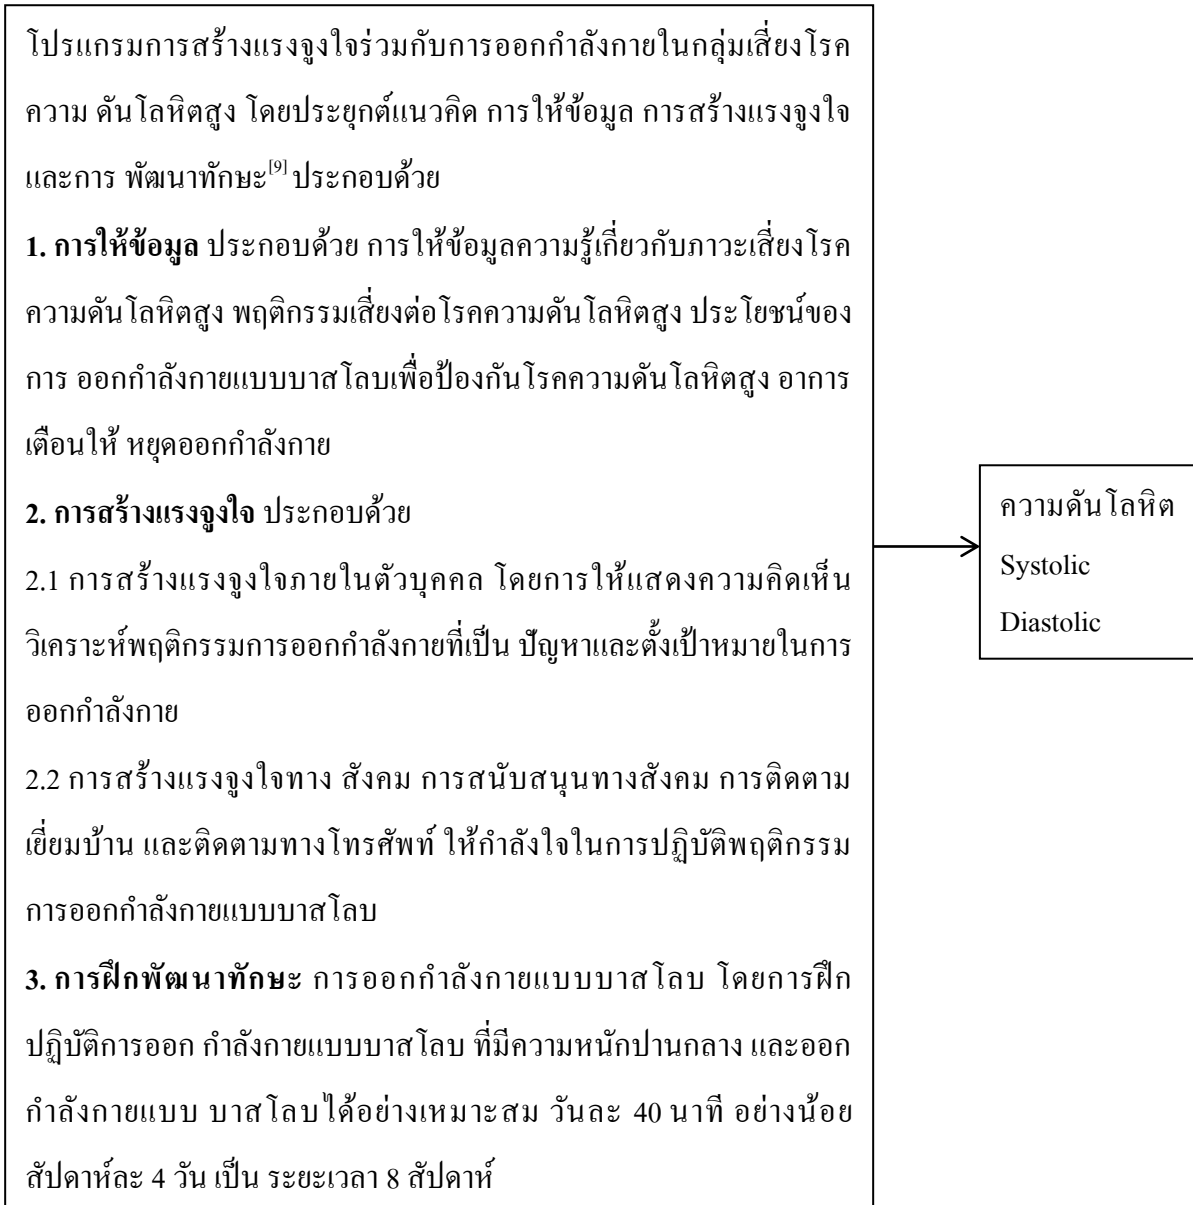 โปรแกรมการสร้างแรงจูงใจร่วมกับการออกกำลังกายในกลุ่มเสี่ยงโรค
ความ ดันโลหิตสูง โดยประยุกต์แนวคิด การให้ข้อมูล การสร้างแรงจูงใจ
และการ พัฒนาทักษะ[9] ประกอบด้วย
1. การให้ข้อมูล ประกอบด้วย การให้ข้อมูลความรู้เกี่ยวกับภาวะเสี่ยงโรค
ความดันโลหิตสูง พฤติกรรมเสี่ยงต่อโรคความดันโลหิตสูง ประโยชน์ของ
การ ออกกำลังกายแบบบาสโลบเพื่อป้องกันโรคความดันโลหิตสูง อาการ
เตือนให้ หยุดออกกำลังกาย
2. การสร้างแรงจูงใจ ประกอบด้วย
2.1 การสร้างแรงจูงใจภายในตัวบุคคล โดยการให้แสดงความคิดเห็น
วิเคราะห์พฤติกรรมการออกกำลังกายที่เป็น ปัญหาและตั้งเป้าหมายในการ
ออกกำลังกาย
2.2 การสร้างแรงจูงใจทาง สังคม การสนับสนุนทางสังคม การติดตาม
เยี่ยมบ้าน และติดตามทางโทรศัพท์ ให้กำลังใจในการปฏิบัติพฤติกรรม
การออกกำลังกายแบบบาสโลบ
3. การฝึกพัฒนาทักษะ การออกกำลังกายแบบบาสโลบ โดยการฝึก
ปฏิบัติการออก กำลังกายแบบบาสโลบ ที่มีความหนักปานกลาง และออก
กำลังกายแบบ บาสโลบได้อย่างเหมาะสม วันละ 40 นาที อย่างน้อย
สัปดาห์ละ 4 วัน เป็น ระยะเวลา 8 สัปดาห์
ความดันโลหิต
Systolic
Diastolic